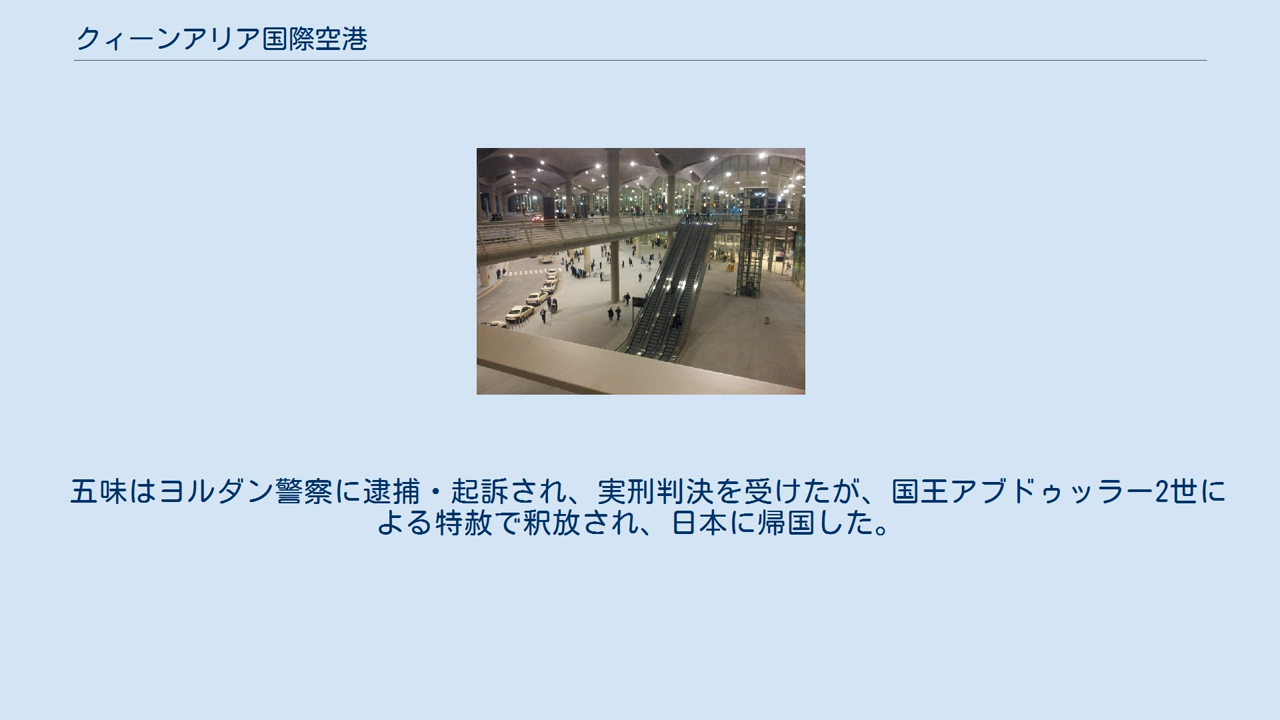 クィーンアリア国際空港
五味はヨルダン警察に逮捕・起訴され、実刑判決を受けたが、国王アブドゥッラー2世に
よる特赦で釈放され、日本に帰国した。